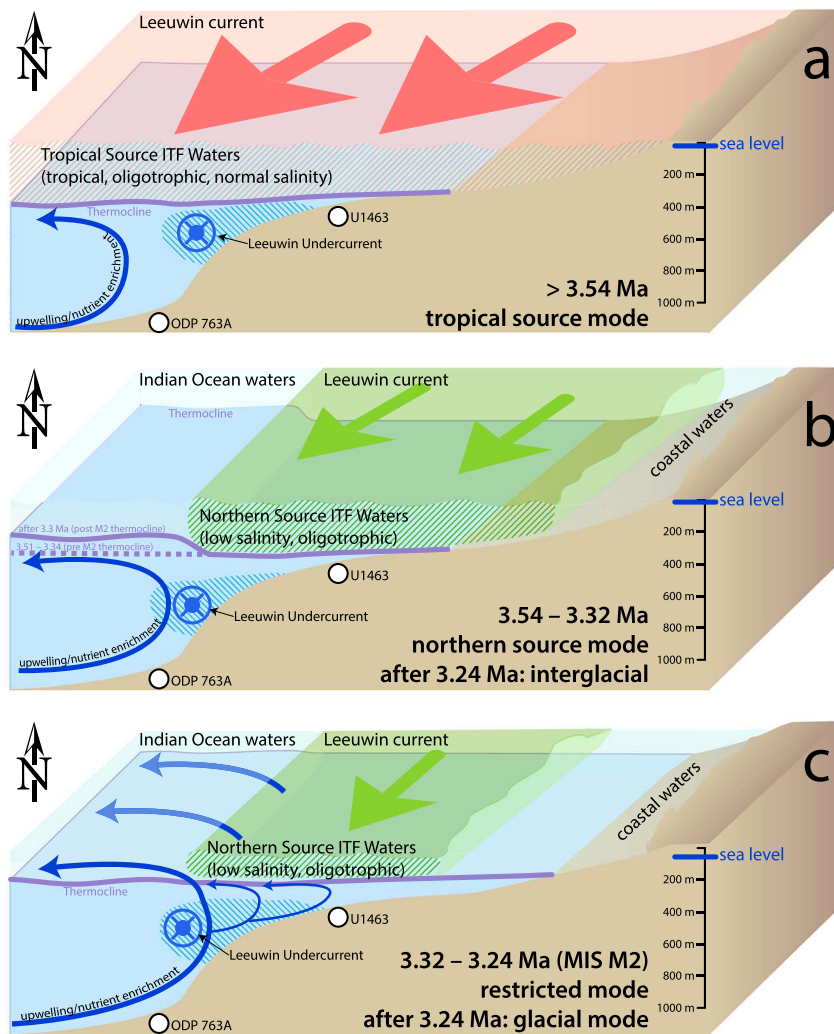 N
Leeuwin current
a
Tropical Source ITF Waters
(tropical, oligotrophic, normal salinity)
sea level
200 m
400 m
600 m
800 m
1000 m
Thermocline
U1463
Leeuwin Undercurrent
upwelling/nutrient enrichment
ODP 763A
> 3.54 Ma
tropical source mode
N
Indian Ocean waters
Leeuwin current
b
Thermocline
coastal waters
Northern Source ITF Waters
(low salinity, oligotrophic)
sea level
200 m
400 m
600 m
800 m
1000 m
after 3.3 Ma (post M2 thermocline)
3.51 – 3.34 (pre M2 thermocline)
U1463
Leeuwin Undercurrent
upwelling/nutrient enrichment
ODP 763A
3.54 – 3.32 Ma
northern source mode
after 3.24 Ma: interglacial
N
Indian Ocean waters
Leeuwin current
c
coastal waters
Northern Source ITF Waters
(low salinity, oligotrophic)
sea level
200 m
400 m
600 m
800 m
1000 m
Thermocline
U1463
Leeuwin Undercurrent
upwelling/nutrient enrichment
ODP 763A
3.32 – 3.24 Ma (MIS M2)
restricted mode
after 3.24 Ma: glacial mode